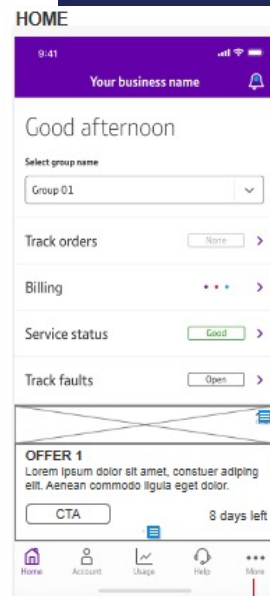 HOME
9:41
Your business name
Good afternoon
Select group name
Group 01
Track orders None
Billing
Service status Good
Track faults Open
OFFER 1
Lorem Ipsum dolor sit amet, constuer adiping
elit. Aenean commodo ligula eget dolor.
CTA 8 days left
Home Account Usage Help More